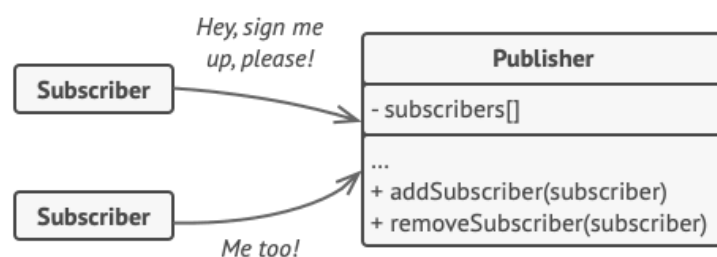 Hey, sign me
up, please!
Subscriber
Publisher
- subscribers[]
...
+ addSubscriber(subscriber)
+ removeSubscriber(subscriber)
Subscriber
Me too!